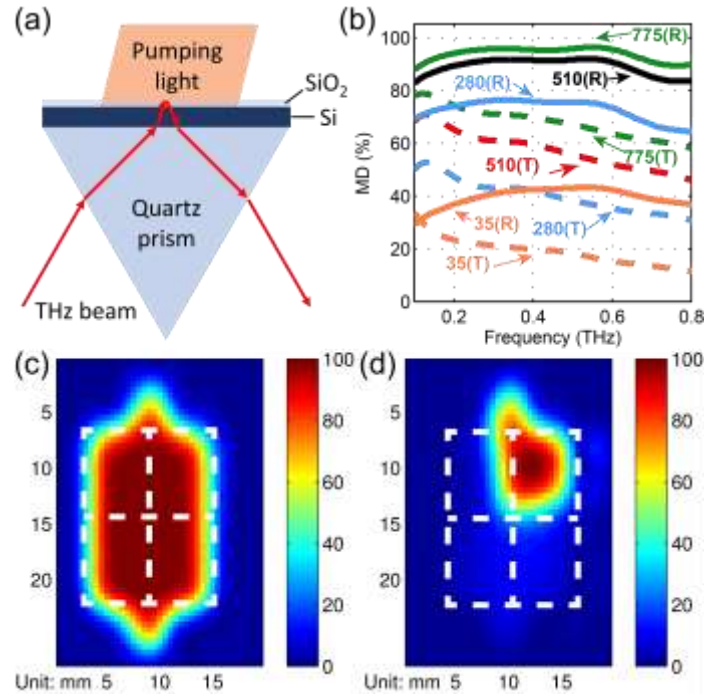 (a)
Pumping
light
SiO2
Si
Quartz
prism
THz beam
(b)
MD (%)
100
80
60
40
20
0
775(R)
280(R)
510(R)
775(T)
510(T)
280(T)
35(R)
35(T)
0.2 0.4 0.6 0.8
Frequency (THz)
(c)
5
10
15
20
Unit: mm 5 10 15
100
80
60
40
20
0
(d)
5
10
15
20
Unit: mm 5 10 15
100
80
60
40
20
0